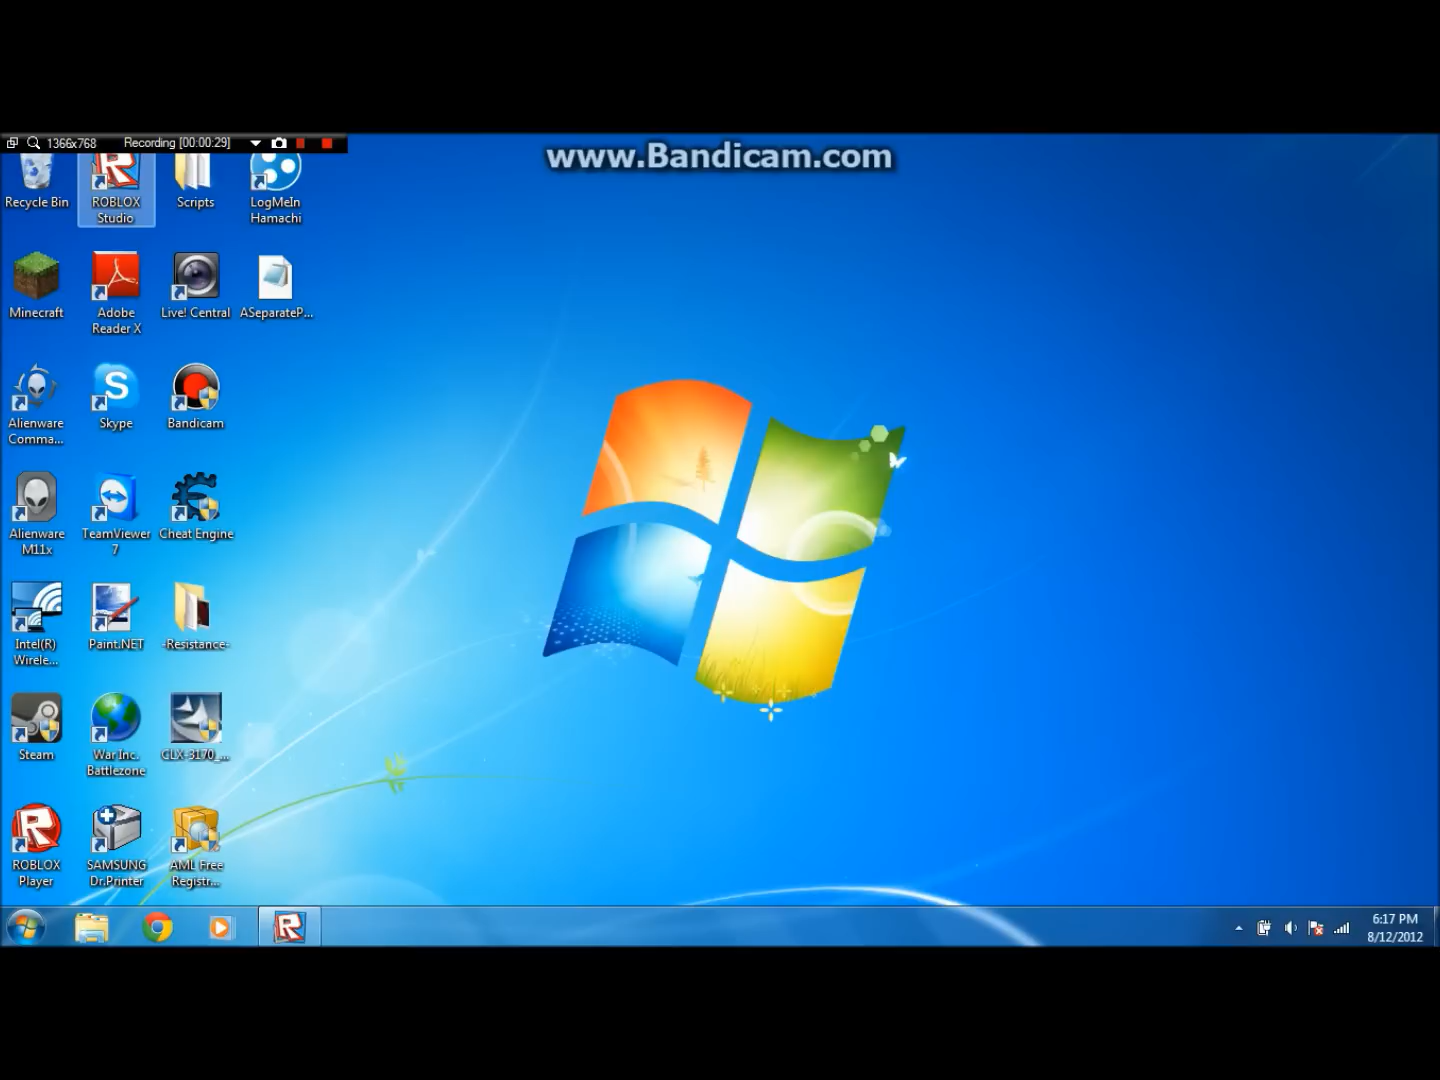 1366x768 Recording [00:00:29]
www.Bandicam.com
Recycle Bin
ROBLOX
Studio
Scripts
LogMeIn
Hamachi
Minecraft
Adobe
Reader X
Live! Central
ASeparateP...
Alienware
Comma...
Skype
Bandicam
Alienware
M11x
TeamViewer
7
Cheat Engine
Intel(R)
Wirele...
Paint.NET
-Resistance-
Steam
War Inc.
Battlezone
CLX-3170_...
ROBLOX
Player
SAMSUNG
Dr.Printer
AML Free
Registr...
6:17 PM
8/12/2012